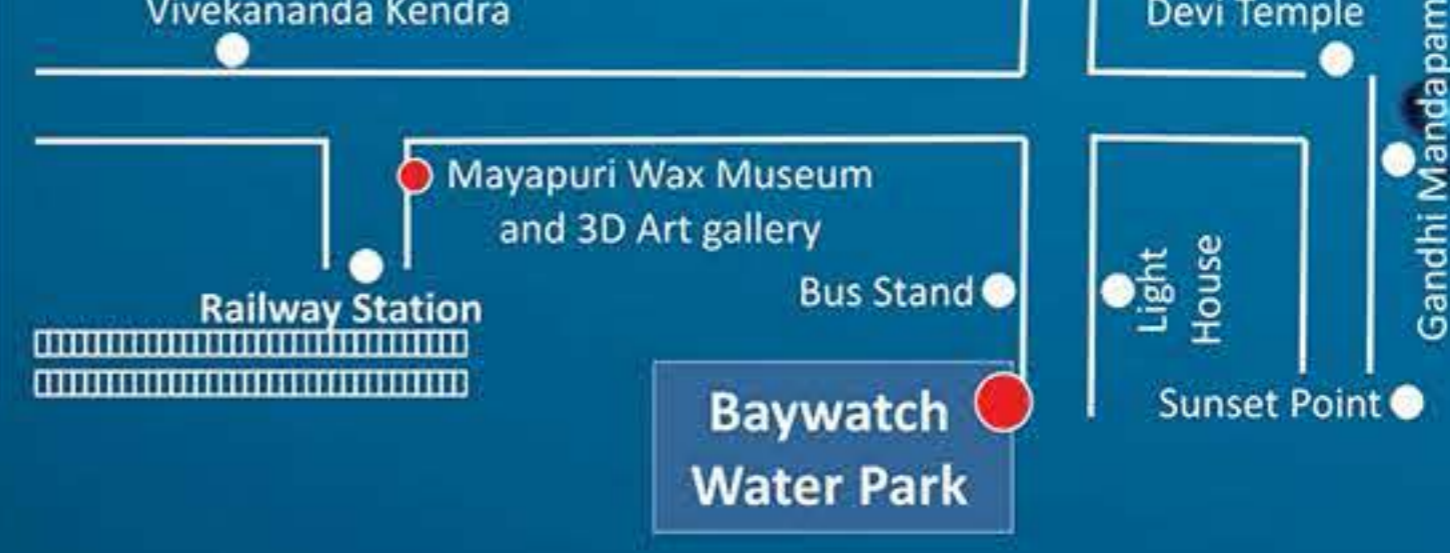 Vivekananda Kendra
Devi Temple
Gandhi Mandapam
Mayapuri Wax Museum
and 3D Art gallery
Bus Stand
Light
House
Railway Station
Sunset Point
Baywatch
Water Park